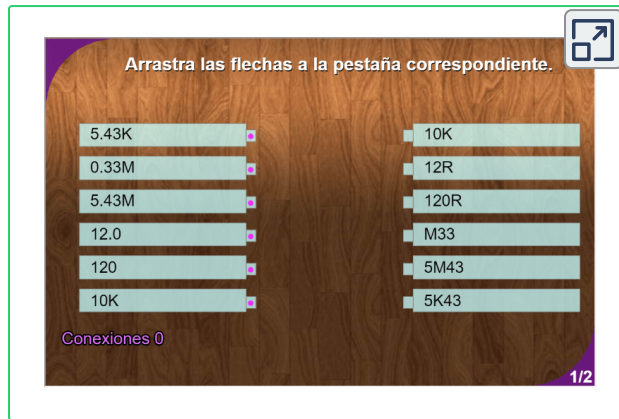 Arrastra las flechas a la pestaña correspondiente.
5.43K
10K
0.33M
12R
5.43M
120R
12.0
M33
120
5M43
10K
5K43
Conexiones 0
1/2